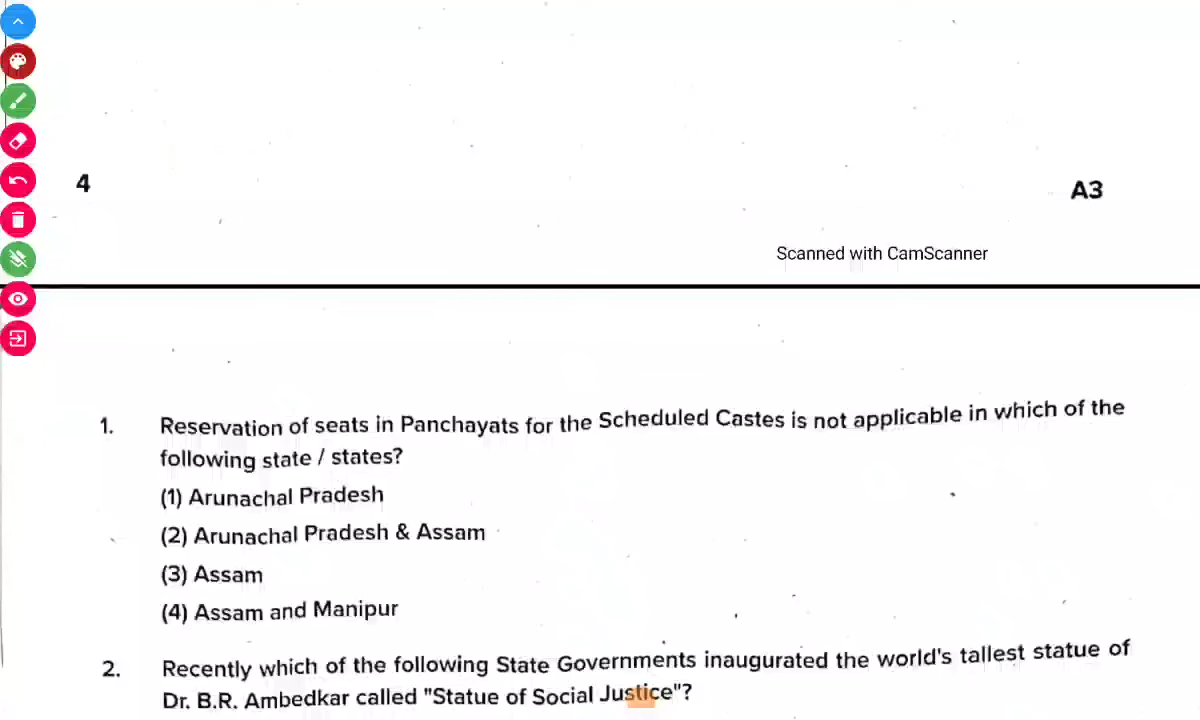 4
A3
Scanned with CamScanner
1. Reservation of seats in Panchayats for the Scheduled Castes is not applicable in which of the
following state / states?
(1) Arunachal Pradesh
(2) Arunachal Pradesh & Assam
(3) Assam
(4) Assam and Manipur
2. Recently which of the following State Governments inaugurated the world's tallest statue of
Dr. B.R. Ambedkar called "Statue of Social Justice"?